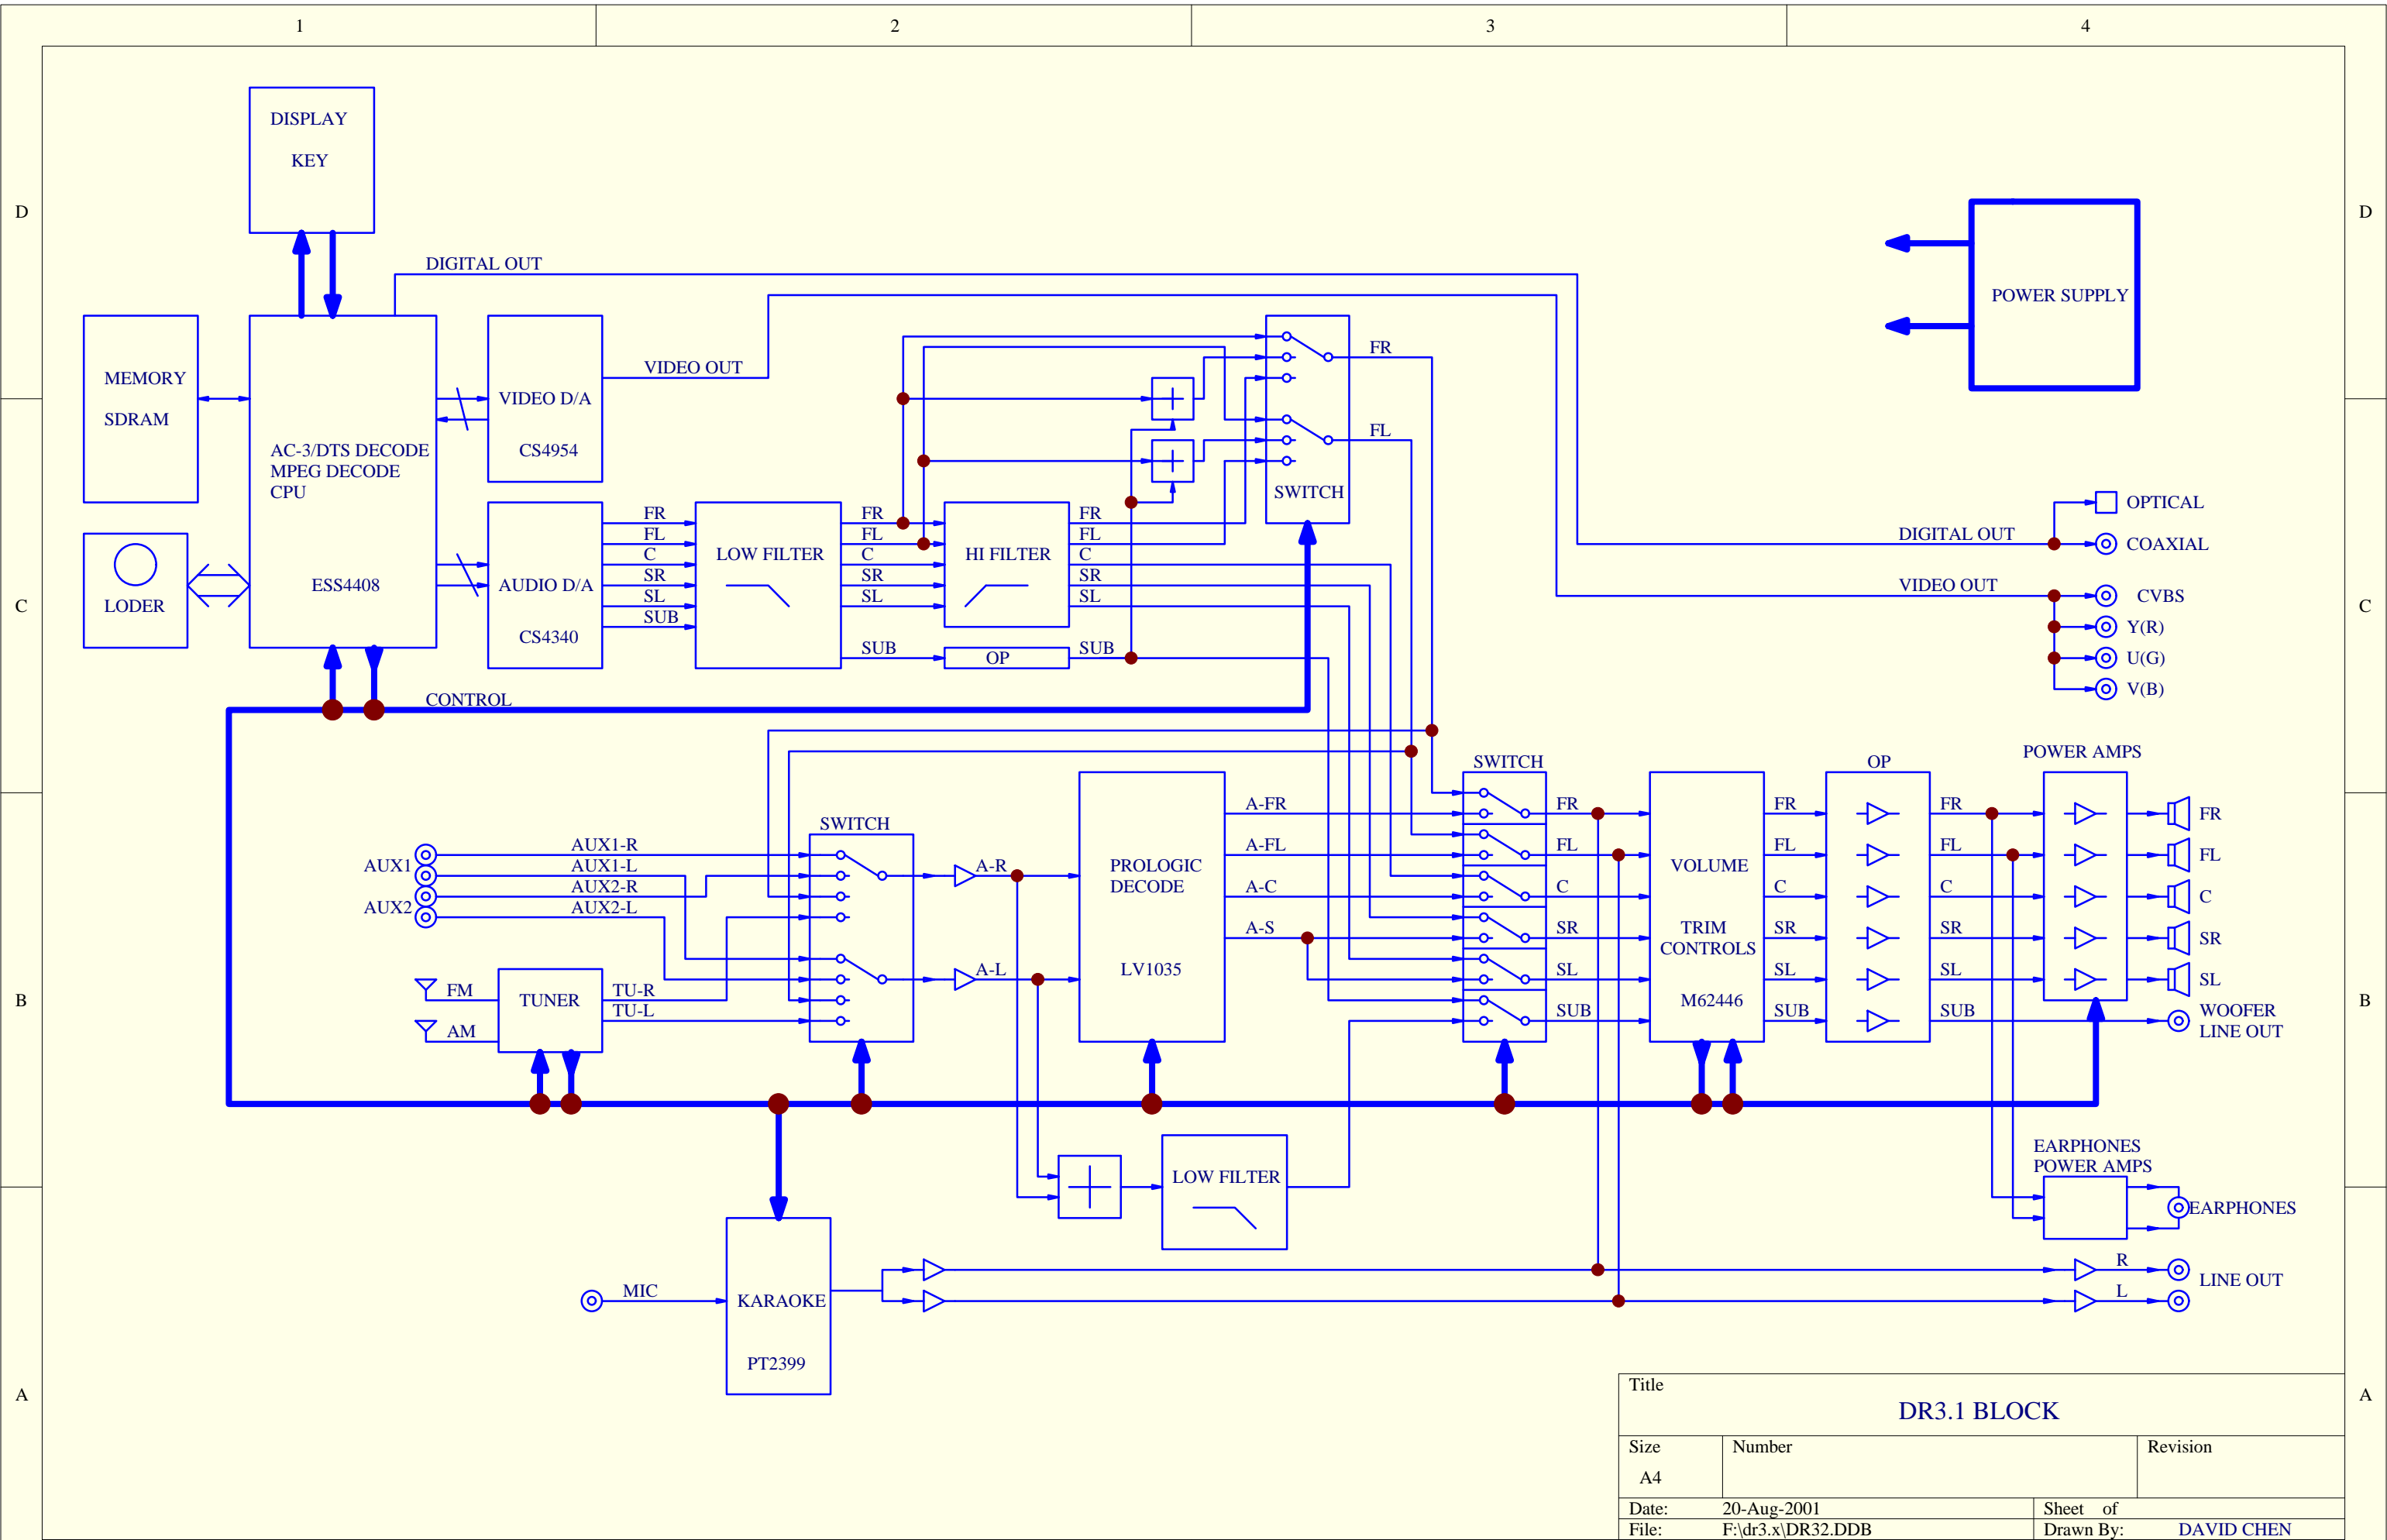 1
2
3
4
D
D
DISPLAY
KEY
DIGITAL OUT
POWER SUPPLY
MEMORY
SDRAM
AC-3/DTS DECODE
MPEG DECODE
CPU
ESS4408
VIDEO D/A
CS4954
VIDEO OUT
FR
FL
SWITCH
LODER
AUDIO D/A
CS4340
FR
FL
C
SR
SL
SUB
LOW FILTER
FR
FL
C
SR
SL
SUB
HI FILTER
OP
FR
FL
C
SR
SL
SUB
DIGITAL OUT
OPTICAL
COAXIAL
VIDEO OUT
CVBS
Y(R)
U(G)
V(B)
C
C
CONTROL
AUX1
AUX2
AUX1-R
AUX1-L
AUX2-R
AUX2-L
FM
AM
TUNER
TU-R
TU-L
SWITCH
A-R
A-L
PROLOGIC
DECODE
LV1035
A-FR
A-FL
A-C
A-S
SWITCH
FR
FL
C
SR
SL
SUB
VOLUME
TRIM
CONTROLS
M62446
FR
FL
C
SR
SL
SUB
OP
FR
FL
C
SR
SL
SUB
POWER AMPS
FR
FL
C
SR
SL
WOOFER
LINE OUT
B
B
LOW FILTER
EARPHONES
POWER AMPS
EARPHONES
MIC
KARAOKE
PT2399
R
L
LINE OUT
A
A
Title
DR3.1 BLOCK
Size
A4
Number
Revision
Date:
20-Aug-2001
Sheet of
File:
F:\dr3.x\DR32.DDB
Drawn By:
DAVID CHEN